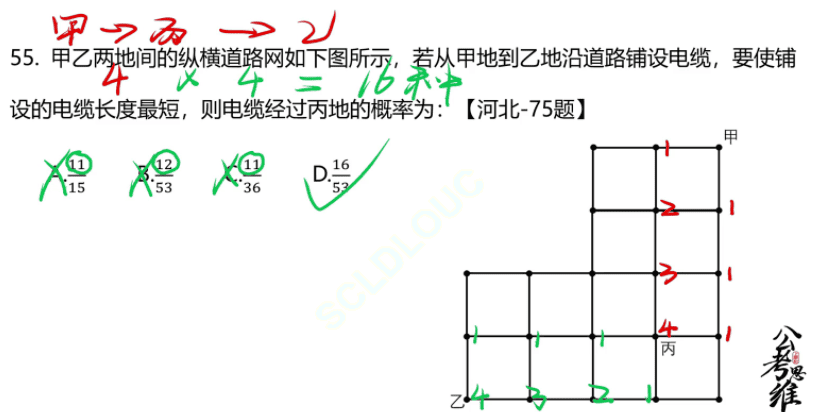 甲→丙→乙
55. 甲乙两地间的纵横道路网如下图所示，若从甲地到乙地沿道路铺设电缆，要使铺
4 × 4 = 16种
设的电缆长度最短，则电缆经过丙地的概率为：【河北-75题】
A. 11/15 B. 12/53 C. 11/36 D. 16/53
甲
1
2 1
3 1
1 1 1 4 1
丙
乙 4 3 2 1
公考思维
SCLDLOUC